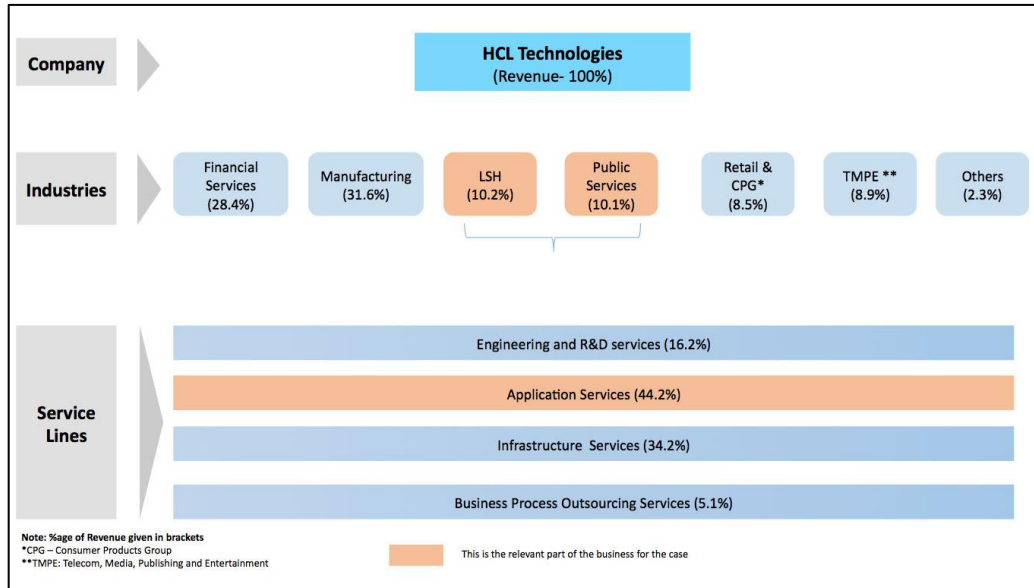 Company
HCL Technologies
(Revenue- 100%)
Industries
Financial
Services
(28.4%)
Manufacturing
(31.6%)
LSH
(10.2%)
Public
Services
(10.1%)
Retail &
CPG*
(8.5%)
TMPE **
(8.9%)
Others
(2.3%)
Service
Lines
Engineering and R&D services (16.2%)
Application Services (44.2%)
Infrastructure Services (34.2%)
Business Process Outsourcing Services (5.1%)
Note: %age of Revenue given in brackets
*CPG – Consumer Products Group
**TMPE: Telecom, Media, Publishing and Entertainment
This is the relevant part of the business for the case